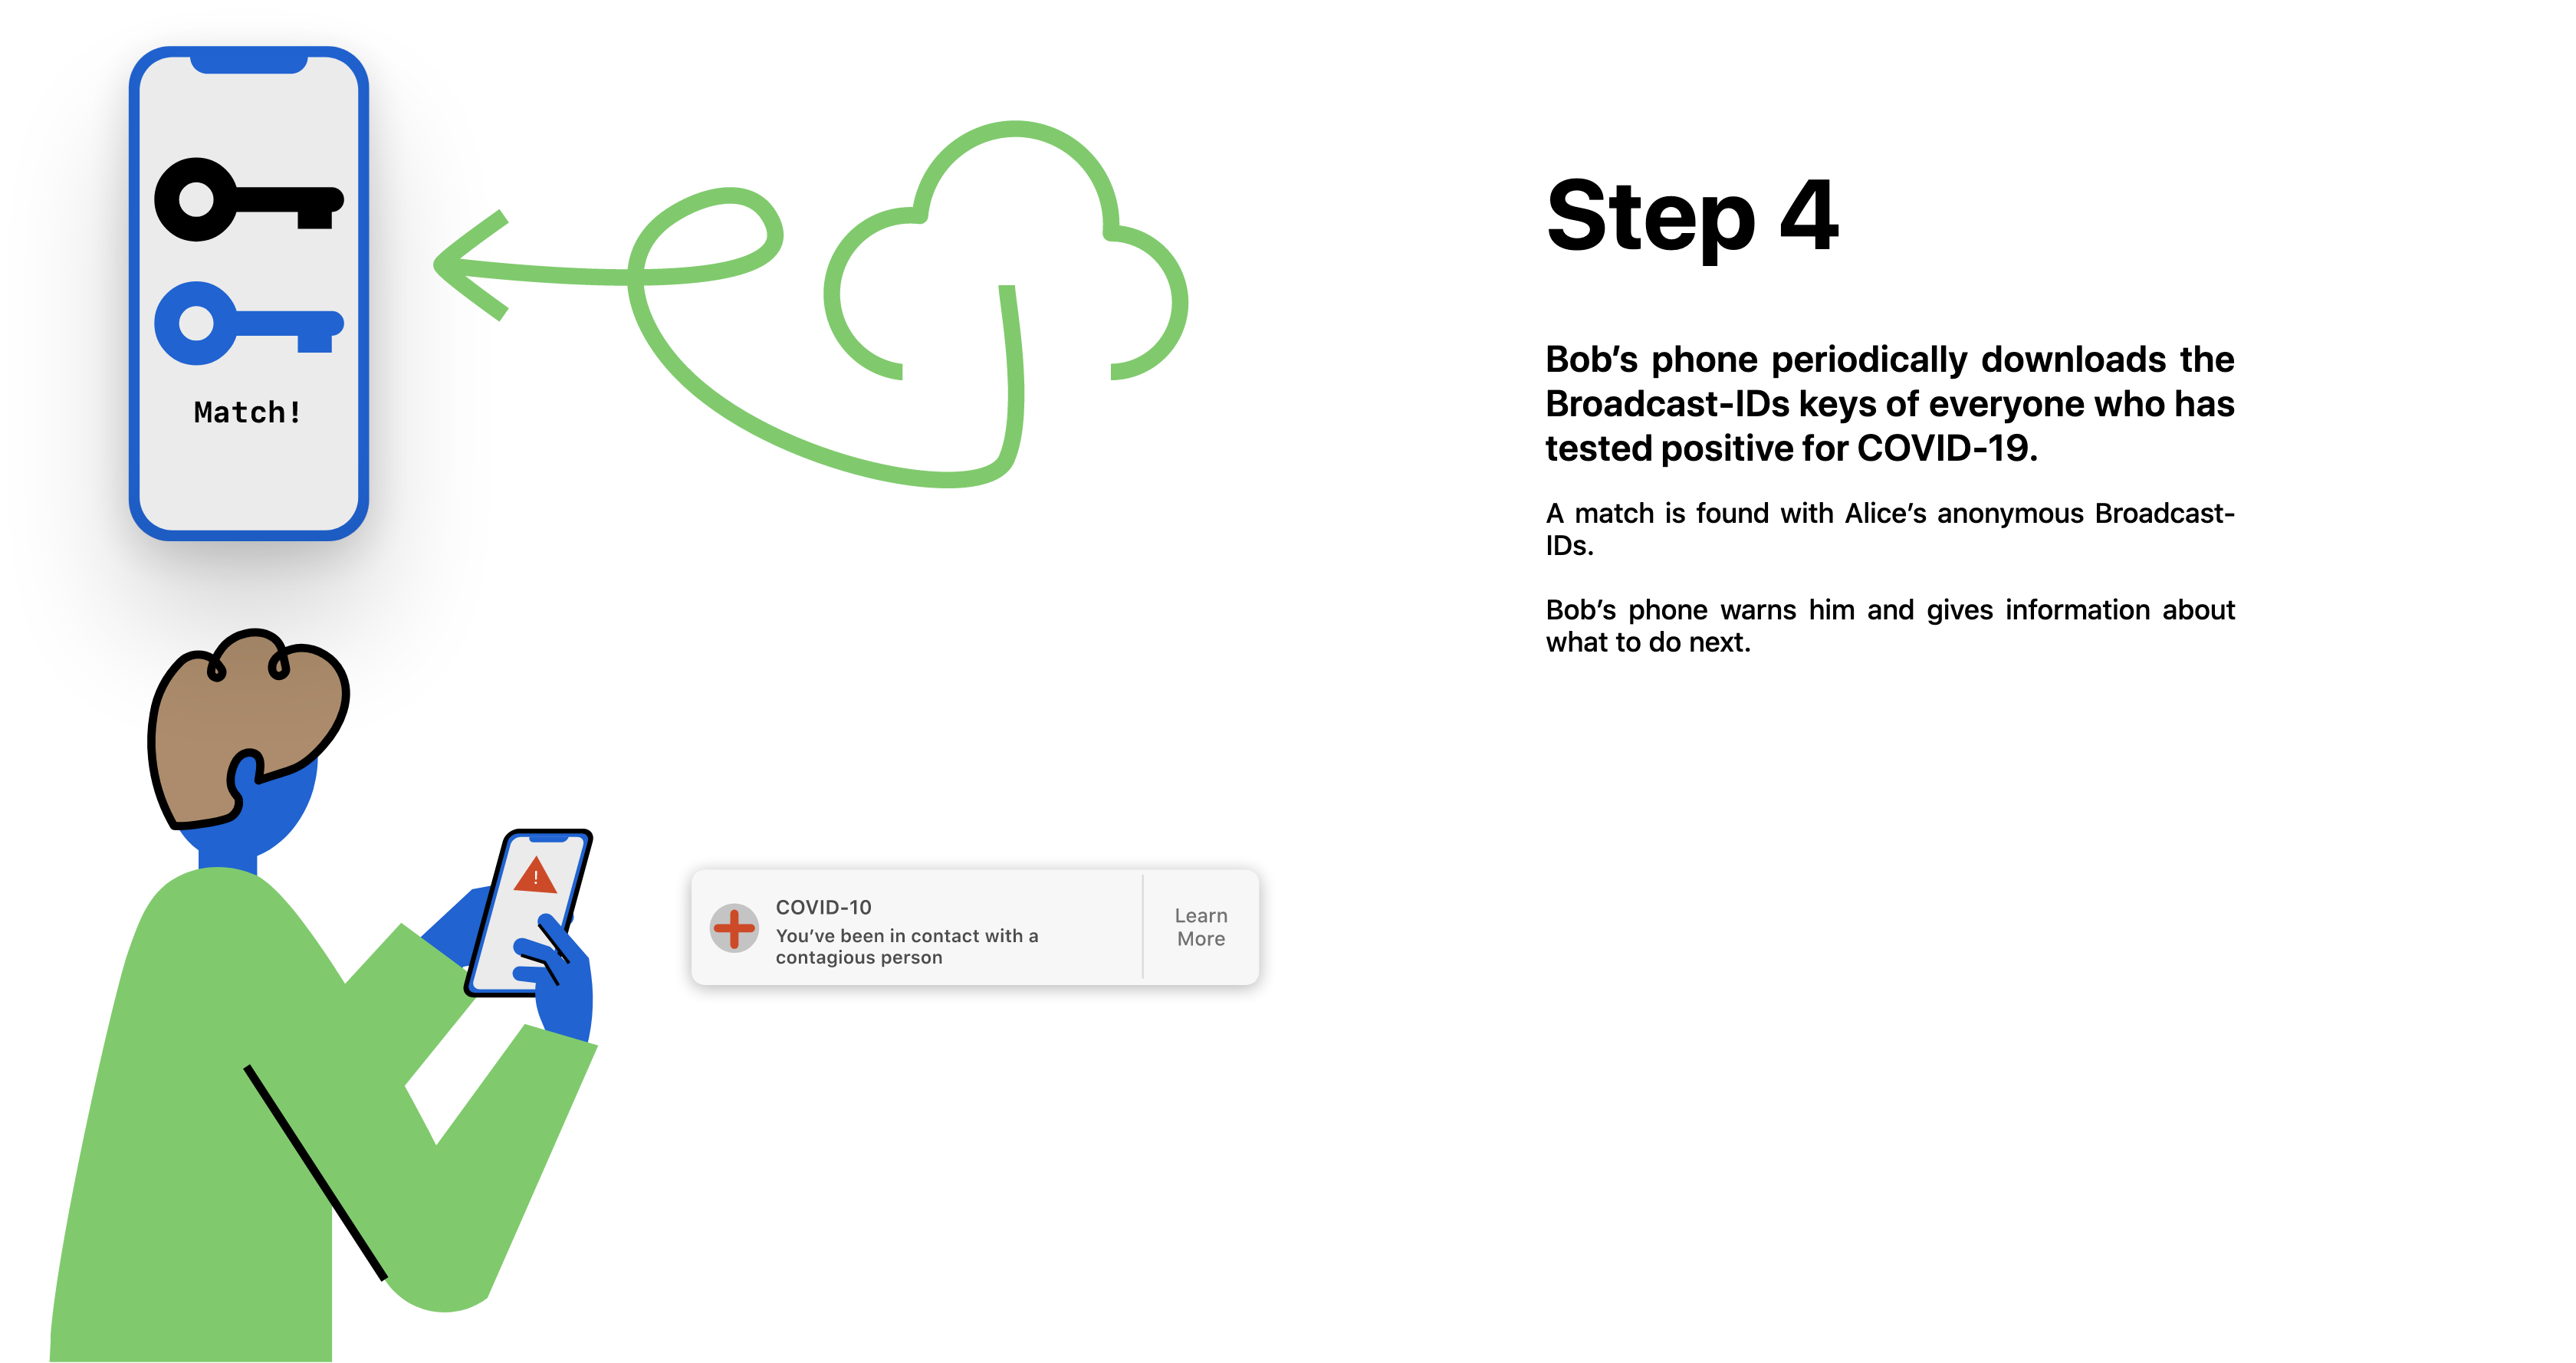 Match!
Step 4
Bob’s phone periodically downloads the
Broadcast-IDs keys of everyone who has
tested positive for COVID-19.
A match is found with Alice’s anonymous Broadcast-
IDs.
Bob’s phone warns him and gives information about
what to do next.
!
COVID-10
You’ve been in contact with a
contagious person
Learn
More